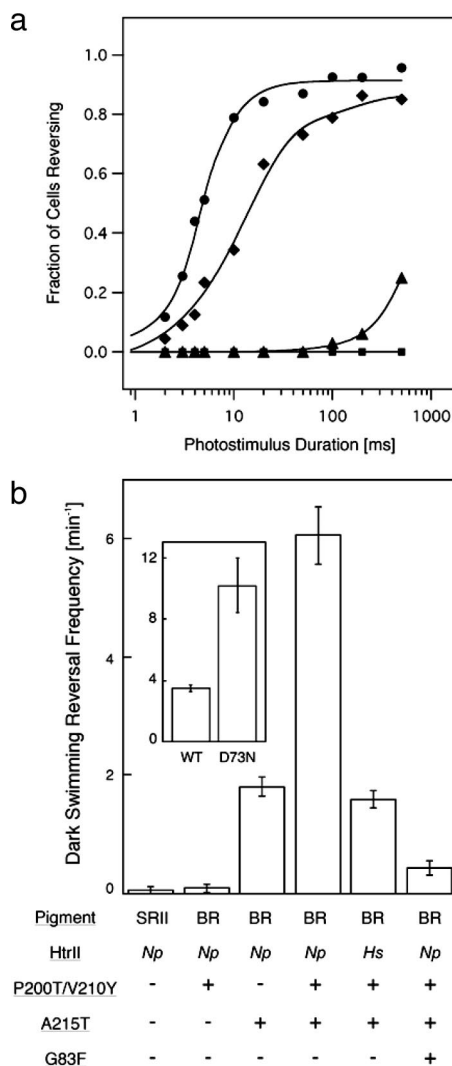 a
1.0
0.8
0.6
0.4
0.2
0.0
Fraction of Cells Reversing
1 10 100 1000
Photostimulus Duration [ms]
b
Dark Swimming Reversal Frequency [min⁻¹]
6
4
2
0
12
8
4
0
WT D73N
Pigment SRII BR BR BR BR BR
HtrII Np Np Np Np Hs Np
P200T/V210Y - + - + + +
A215T - - + + + +
G83F - - - - - +